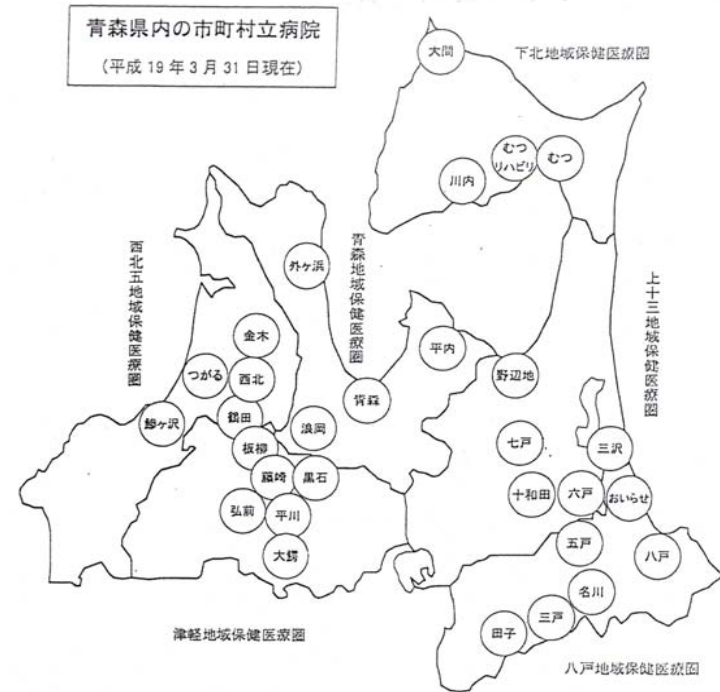 青森県内の市町村立病院
(平成19年3月31日現在)
大間
下北地域保健医療圏
むつ
リハビリ
むつ
川内
西北五地域保健医療圏
外ヶ浜
青森地域保健医療圏
上十三地域保健医療圏
金木
平内
つがる
西北
野辺地
青森
鰺ヶ沢
鶴田
浪岡
板柳
七戸
三沢
藤崎
黒石
十和田
六戸
おいらせ
弘前
平川
五戸
八戸
大鰐
名川
三戸
田子
津軽地域保健医療圏
八戸地域保健医療圏